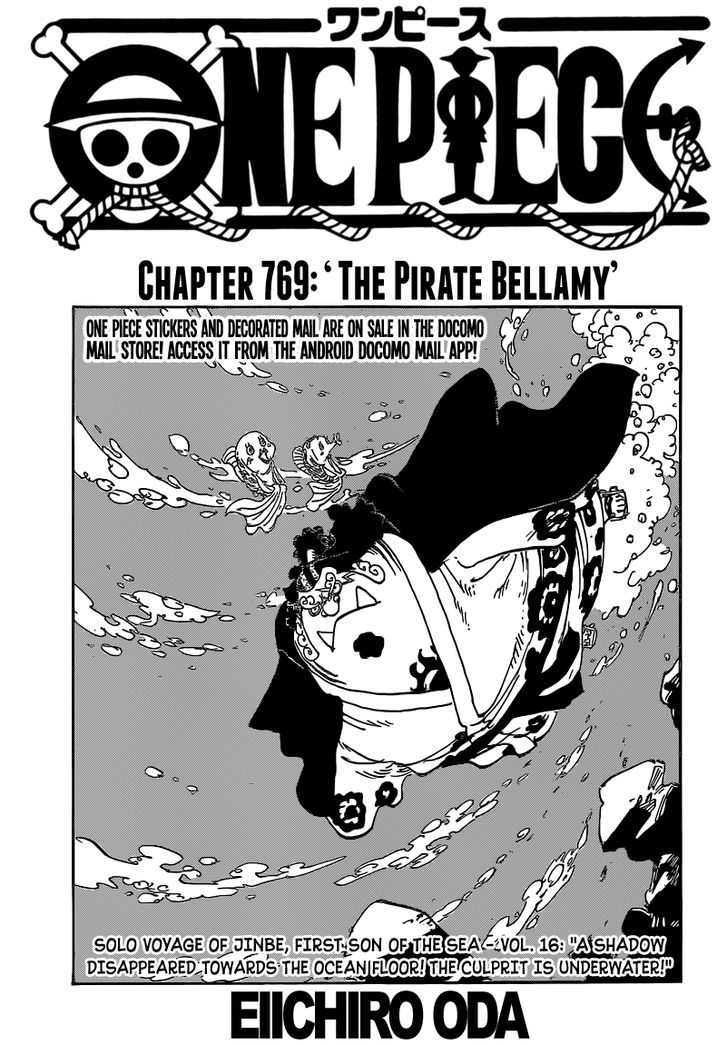 ワンピース
ONE PIECE
CHAPTER 769: ‘ THE PIRATE BELLAMY’
ONE PIECE STICKERS AND DECORATED MAIL ARE ON SALE IN THE DOCOMO
MAIL STORE! ACCESS IT FROM THE ANDROID DOCOMO MAIL APP!
SOLO VOYAGE OF JINBE, FIRST SON OF THE SEA - VOL. 16: "A SHADOW
DISAPPEARED TOWARDS THE OCEAN FLOOR! THE CULPRIT IS UNDERWATER!"
EIICHIRO ODA